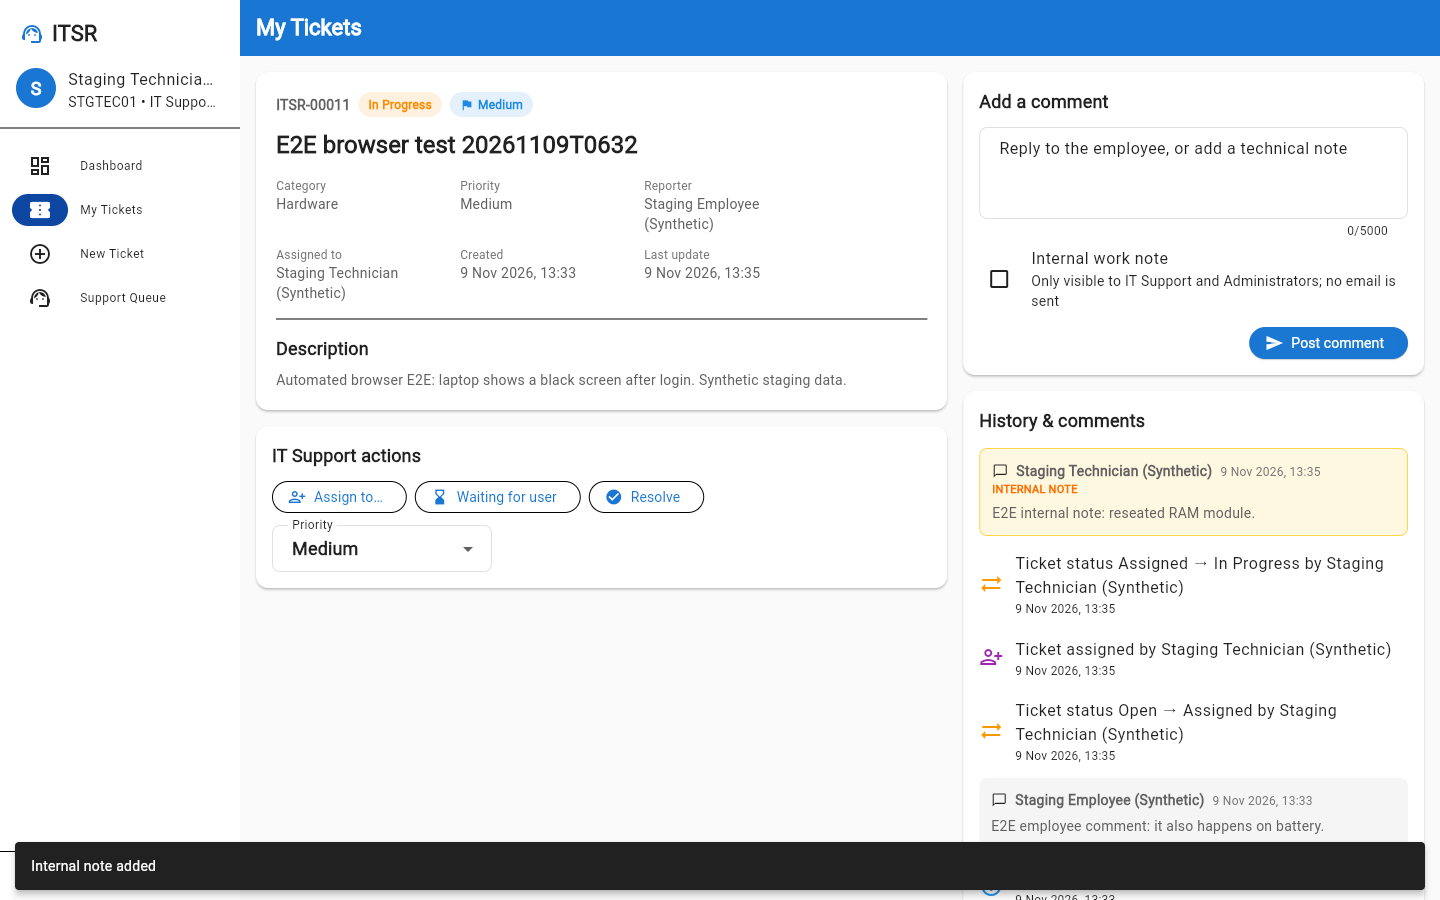 ITSR
Staging Technicia...
STGTEC01 • IT Suppo...
Dashboard
My Tickets
New Ticket
Support Queue
My Tickets
ITSR-00011 In Progress Medium
E2E browser test 20261109T0632
Category
Hardware
Priority
Medium
Reporter
Staging Employee
(Synthetic)
Assigned to
Staging Technician
(Synthetic)
Created
9 Nov 2026, 13:33
Last update
9 Nov 2026, 13:35
Description
Automated browser E2E: laptop shows a black screen after login. Synthetic staging data.
IT Support actions
Assign to... Waiting for user Resolve
Priority
Medium
Add a comment
Reply to the employee, or add a technical note
0/5000
Internal work note
Only visible to IT Support and Administrators; no email is
sent
Post comment
History & comments
Staging Technician (Synthetic) 9 Nov 2026, 13:35
INTERNAL NOTE
E2E internal note: reseated RAM module.
Ticket status Assigned → In Progress by Staging
Technician (Synthetic)
9 Nov 2026, 13:35
Ticket assigned by Staging Technician (Synthetic)
9 Nov 2026, 13:35
Ticket status Open → Assigned by Staging
Technician (Synthetic)
9 Nov 2026, 13:35
Staging Employee (Synthetic) 9 Nov 2026, 13:33
E2E employee comment: it also happens on battery.
9 Nov 2026, 13:33
S
Internal note added